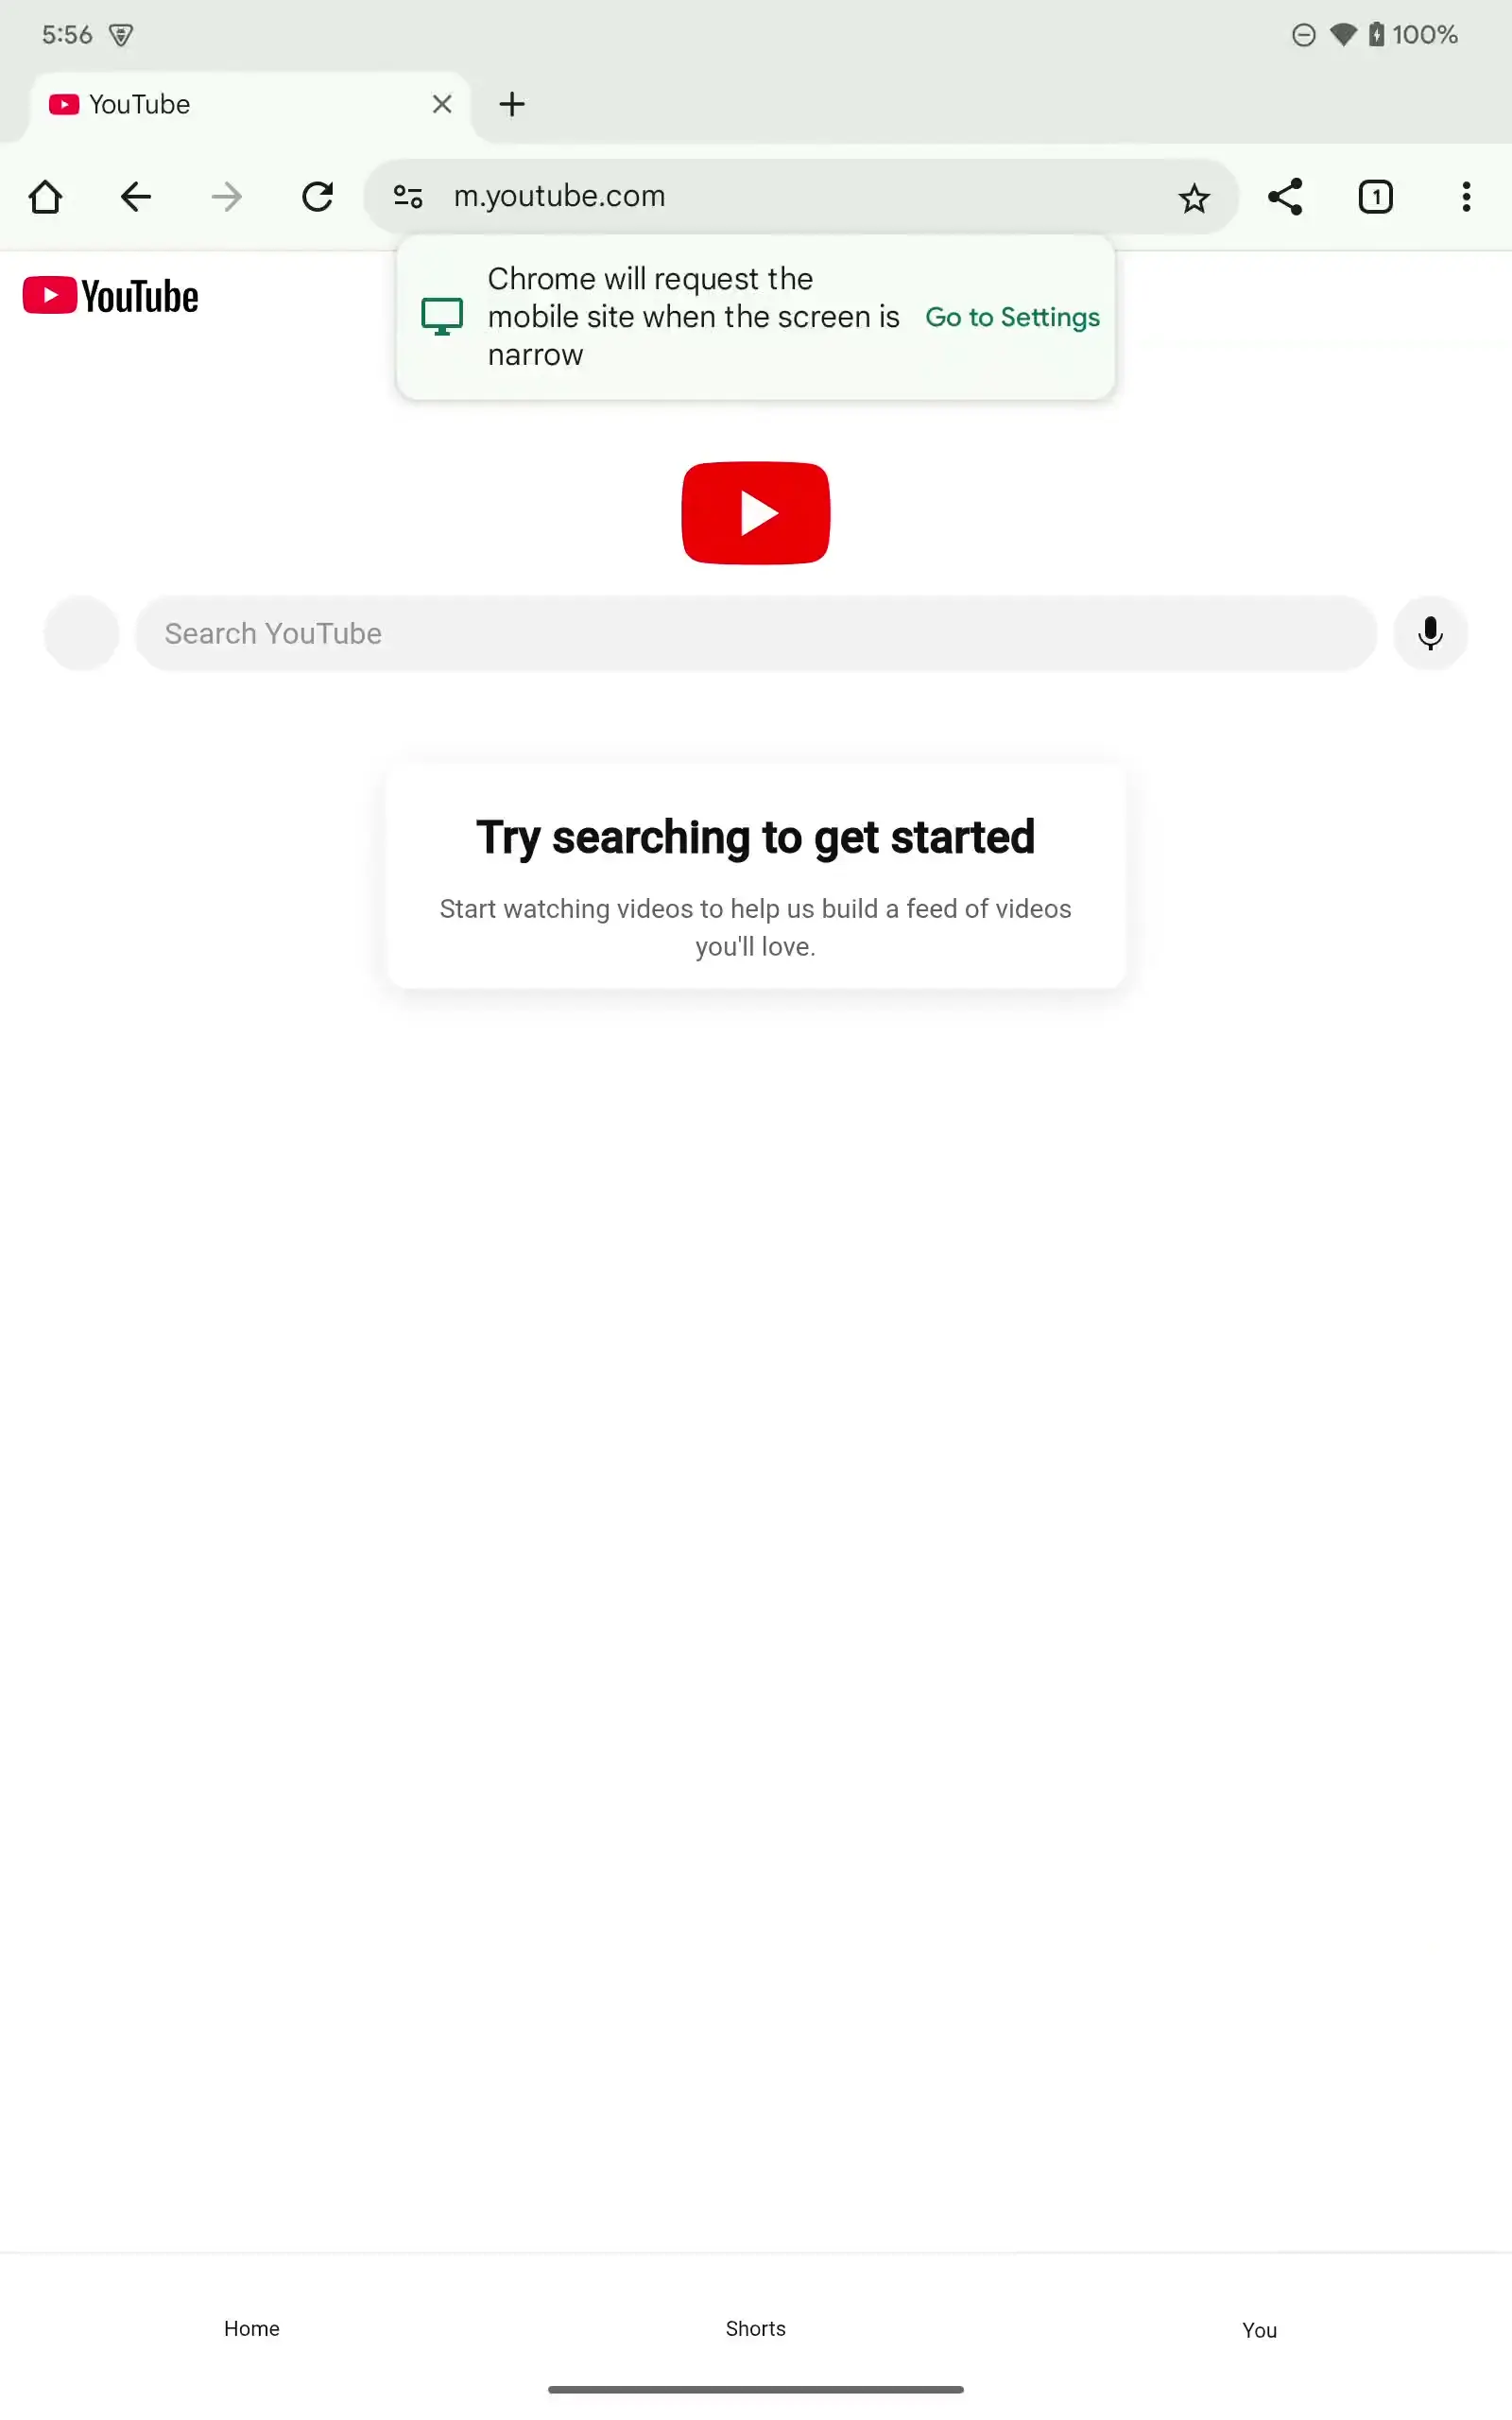 5:56
100%
YouTube
m.youtube.com
1
YouTube
Chrome will request the
mobile site when the screen is
narrow
Go to Settings
Search YouTube
Try searching to get started
Start watching videos to help us build a feed of videos
you'll love.
Home
Shorts
You